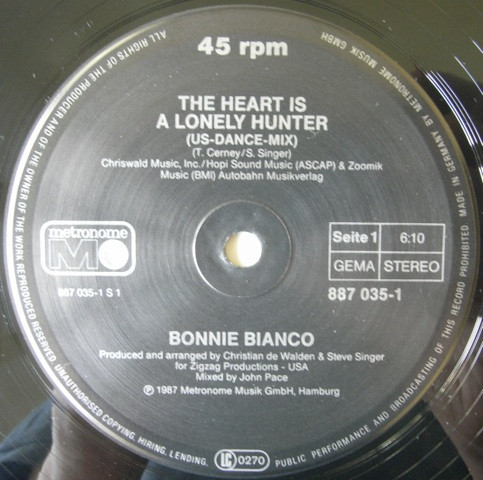 45 rpm
THE HEART IS
A LONELY HUNTER
(US-DANCE-MIX)
(T. Cerney/S. Singer)
Chriswald Music, Inc./Hopi Sound Music (ASCAP) & Zoomik
Music (BMI) Autobahn Musikverlag
metronome
M
887 035-1 S 1
Seite 1 6:10
GEMA STEREO
887 035-1
BONNIE BIANCO
Produced and arranged by Christian de Walden & Steve Singer
for Zigzag Productions - USA
Mixed by John Pace
℗ 1987 Metronome Musik GmbH, Hamburg
ALL RIGHTS OF THE PRODUCER AND OF THE OWNER OF THE WORK REPRODUCED RESERVED. UNAUTHORISED COPYING, HIRING, LENDING, PUBLIC PERFORMANCE AND BROADCASTING OF THIS RECORD PROHIBITED MADE IN GERMANY BY METRONOME MUSIK GMBH
LC 0270